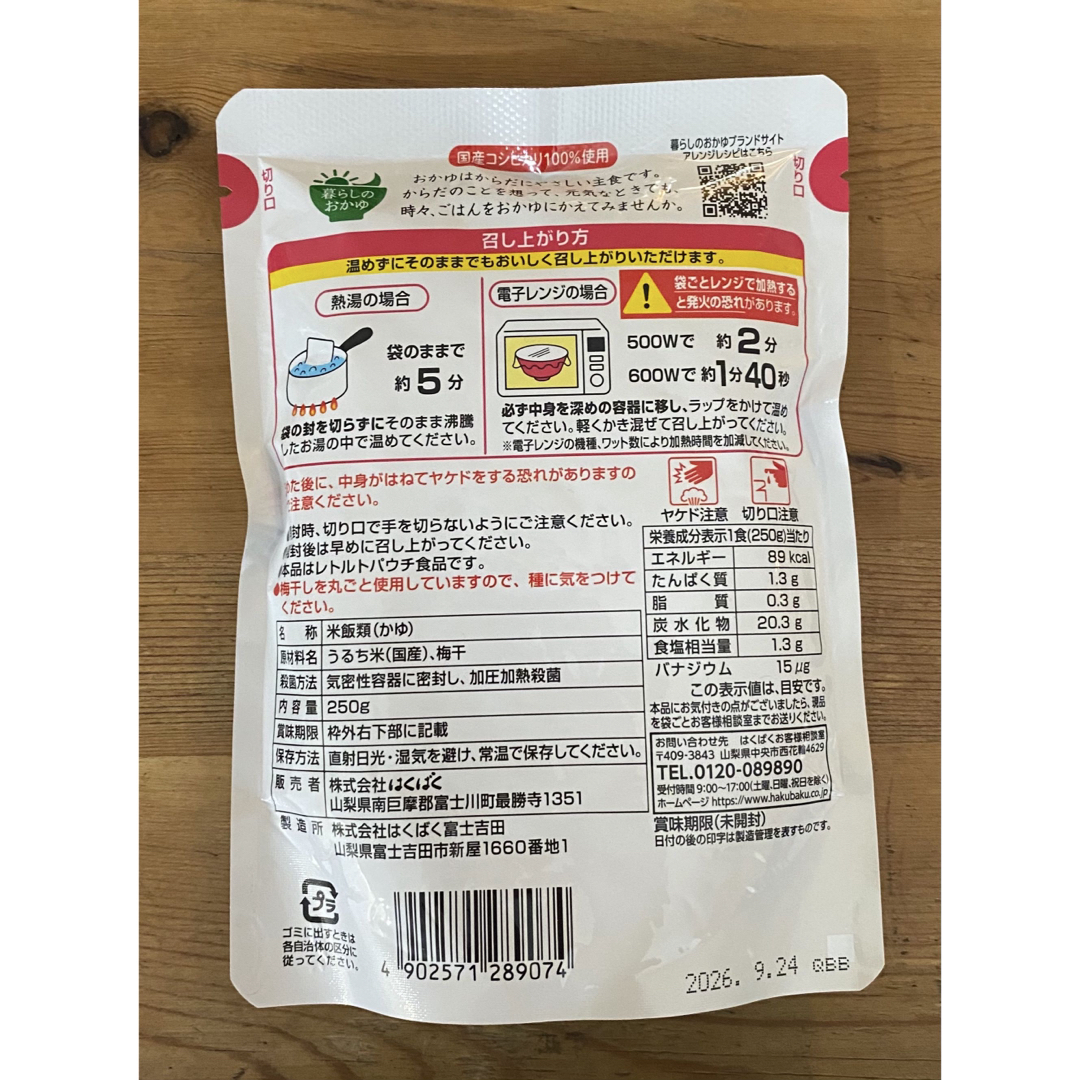 国産コシヒカリ100%使用
暮らしのおかゆブランドサイト
アレンジレシピはこちら
切り口
切り口
暮らしの
おかゆ
おかゆはからだにやさしい主食です。
からだのことを想って、元気なときでも、
時々、ごはんをおかゆにかえてみませんか。
召し上がり方
温めずにそのままでもおいしく召し上がりいただけます。
熱湯の場合
袋のままで
約5分
袋の封を切らずにそのまま沸騰
したお湯の中で温めてください。
電子レンジの場合
袋ごとレンジで加熱する
と発火の恐れがあります。
500Wで 約2分
600Wで 約1分40秒
必ず中身を深めの容器に移し、ラップをかけて温め
てください。軽くかき混ぜて召し上がってください。
※電子レンジの機種、ワット数により加熱時間を加減してください。
めた後に、中身がはねてヤケドをする恐れがありますの
注意ください。
封時、切り口で手を切らないようにご注意ください。
封後は早めに召し上がってください。
本品はレトルトパウチ食品です。
●梅干しを丸ごと使用していますので、種に気をつけて
ください。
ヤケド注意 切り口注意
栄養成分表示1食(250g)当たり
エネルギー 89kcal
たんぱく質 1.3g
脂質 0.3g
炭水化物 20.3g
食塩相当量 1.3g
バナジウム 15μg
この表示値は、目安です。
本品にお気付きの点がございましたら、現品
を袋ごとお客様相談室までお送りください。
お問い合わせ先 はくばくお客様相談室
〒409-3843 山梨県中央市西花輪4629
TEL.0120-089890
受付時間 9:00〜17:00(土曜、日曜、祝日を除く)
ホームページ https://www.hakubaku.co.jp
賞味期限(未開封)
日付の後の印字は製造管理を表すものです。
名称 米飯類(かゆ)
原材料名 うるち米(国産)、梅干
殺菌方法 気密性容器に密封し、加圧加熱殺菌
内容量 250g
賞味期限 枠外右下部に記載
保存方法 直射日光・湿気を避け、常温で保存してください。
販売者 株式会社はくばく
山梨県南巨摩郡富士川町最勝寺1351
製造所 株式会社はくばく富士吉田
山梨県富士吉田市新屋1660番地1
プラ
ゴミに出すときは
各自治体の区分に
従ってください。
4 902571 289074
2026. 9.24 QBB